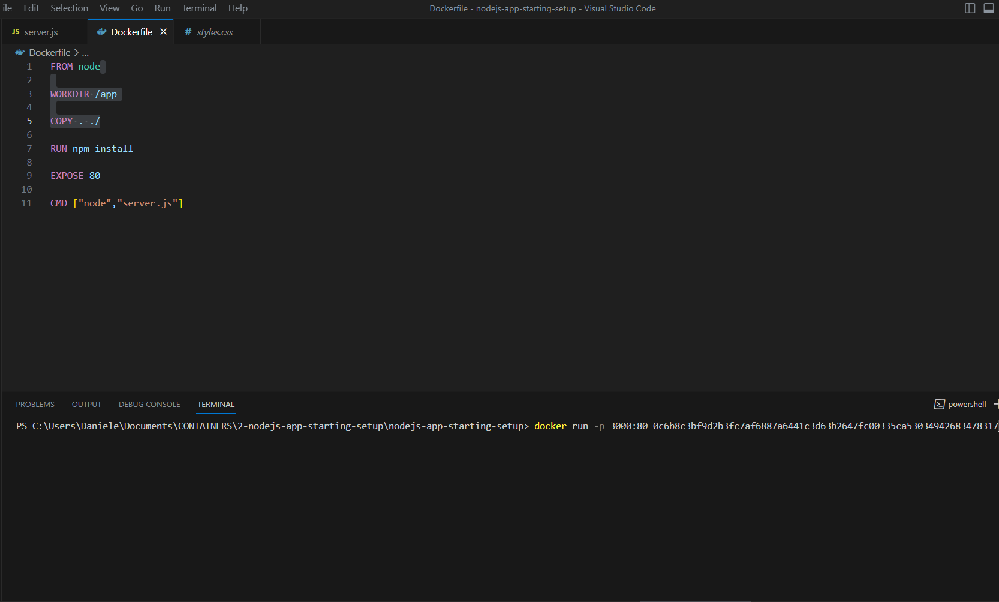 File Edit Selection View Go Run Terminal Help Dockerfile - nodejs-app-starting-setup - Visual Studio Code
JS server.js Dockerfile × # styles.css
Dockerfile > ...
1 FROM node
2
3 WORKDIR /app
4
5 COPY . ./
6
7 RUN npm install
8
9 EXPOSE 80
10
11 CMD ["node","server.js"]
PROBLEMS OUTPUT DEBUG CONSOLE TERMINAL powershell +
PS C:\Users\Daniele\Documents\CONTAINERS\2-nodejs-app-starting-setup\nodejs-app-starting-setup> docker run -p 3000:80 0c6b8c3bf9d2b3fc7af6887a6441c3d63b2647fc00335ca53034942683478317